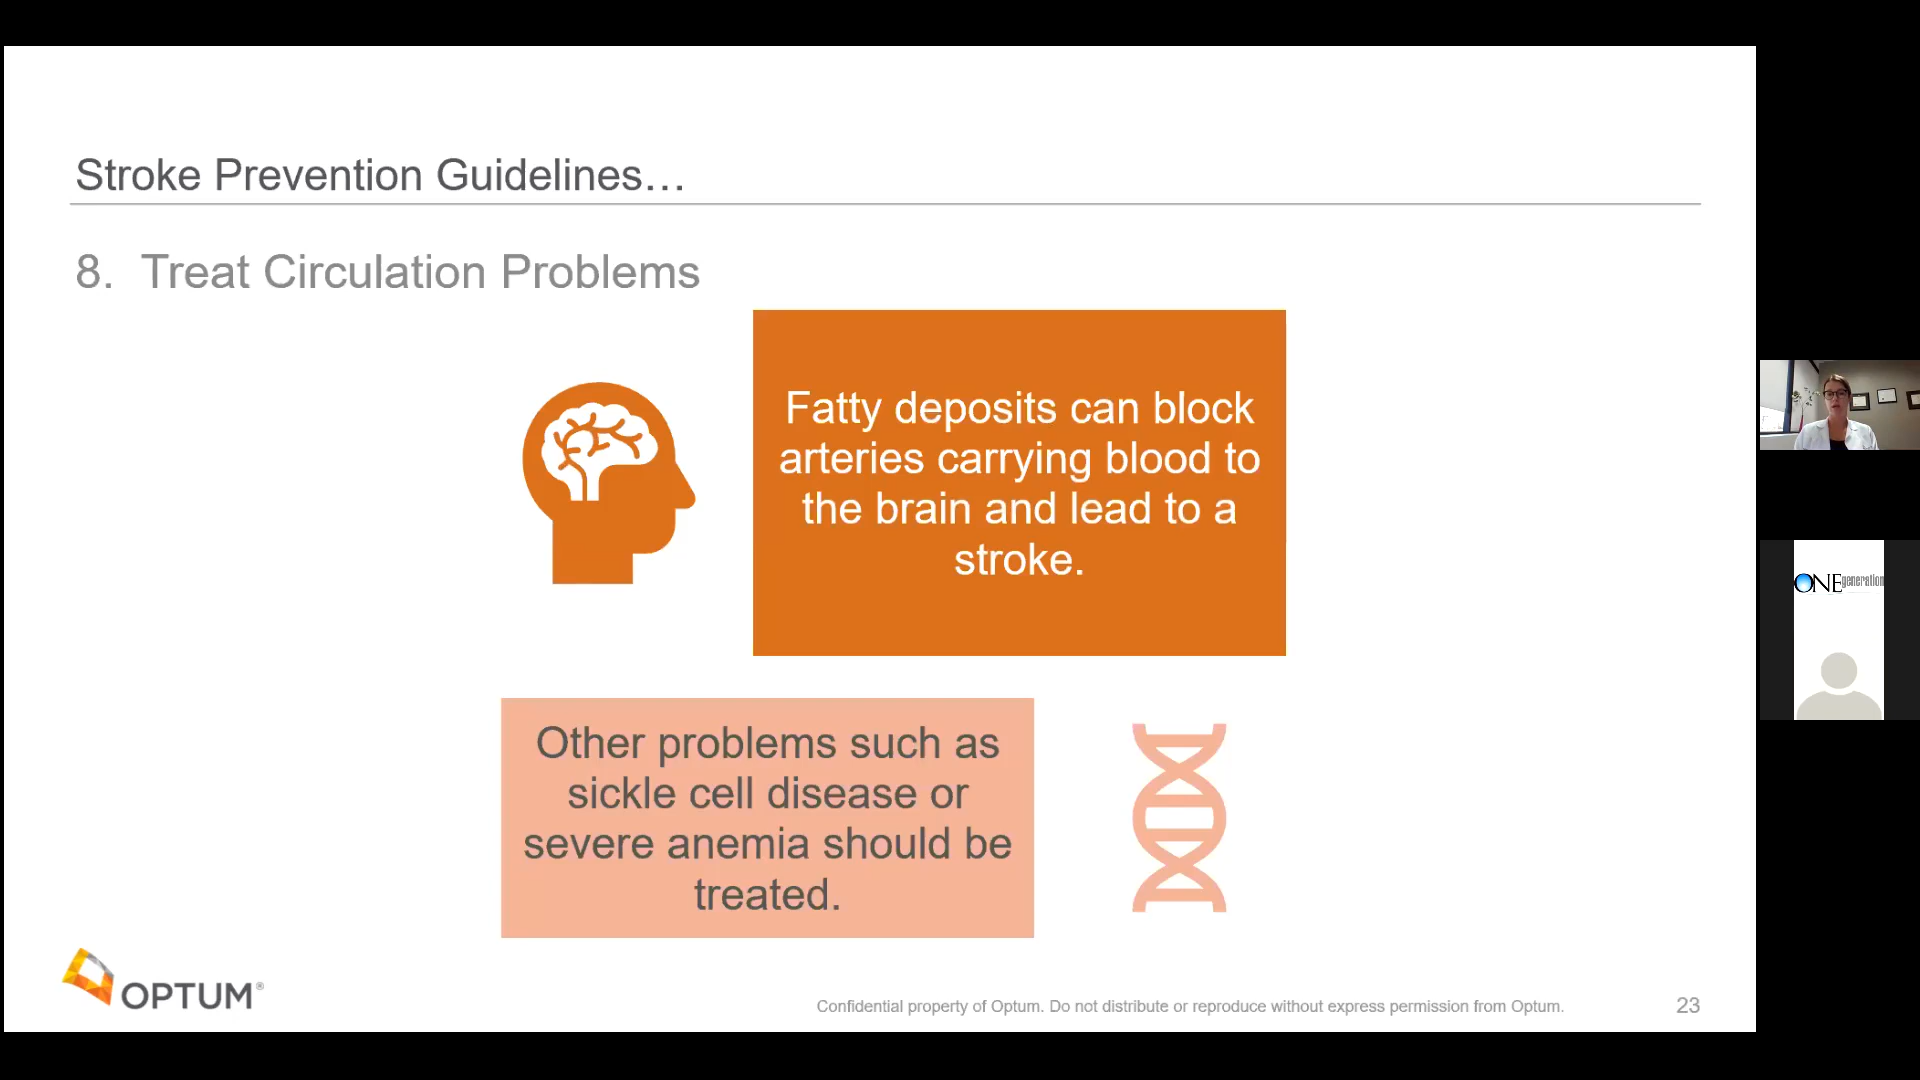 Stroke Prevention Guidelines…
8. Treat Circulation Problems
Fatty deposits can block
arteries carrying blood to
the brain and lead to a
stroke.
Other problems such as
sickle cell disease or
severe anemia should be
treated.
OPTUM®
Confidential property of Optum. Do not distribute or reproduce without express permission from Optum.
23
ONEgeneration